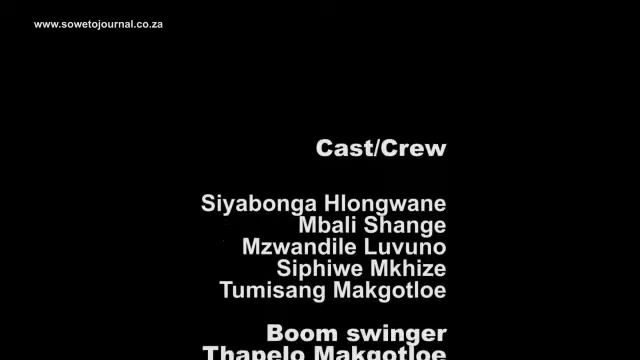 www.sowetojournal.co.za
Cast/Crew
Siyabonga Hlongwane
Mbali Shange
Mzwandile Luvuno
Siphiwe Mkhize
Tumisang Makgotloe
Boom swinger
Thapelo Makgotloe